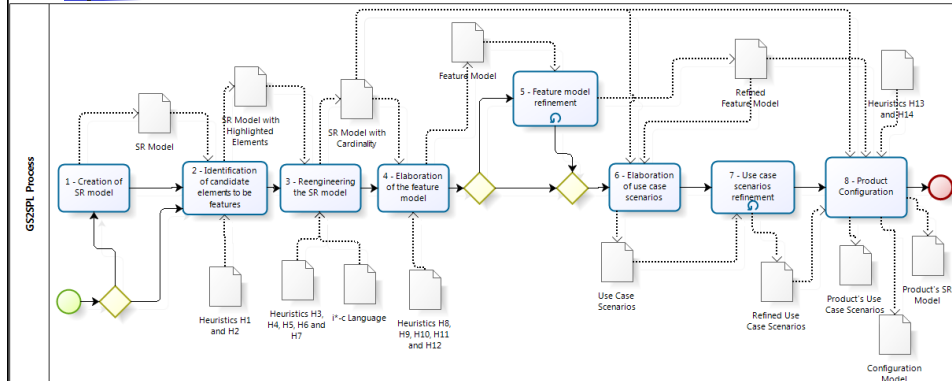 GS2SPL Process
Feature Model
5 - Feature model
refinement
Refined
Feature Model
Heuristics H13
and H14
SR Model
SR Model with
Highlighted
Elements
SR Model with
Cardinality
1 - Creation of
SR model
2 - Identification
of candidate
elements to be
features
3 - Reengineering
the SR model
4 - Elaboration
of the feature
model
6 - Elaboration
of use case
scenarios
7 - Use case
scenarios
refinement
8 - Product
Configuration
Heuristics H1
and H2
Heuristics H3,
H4, H5, H6 and
H7
i*-c Language
Heuristics H8,
H9, H10, H11
and H12
Use Case
Scenarios
Refined Use
Case Scenarios
Product's Use
Case Scenarios
Product's SR
Model
Configuration
Model